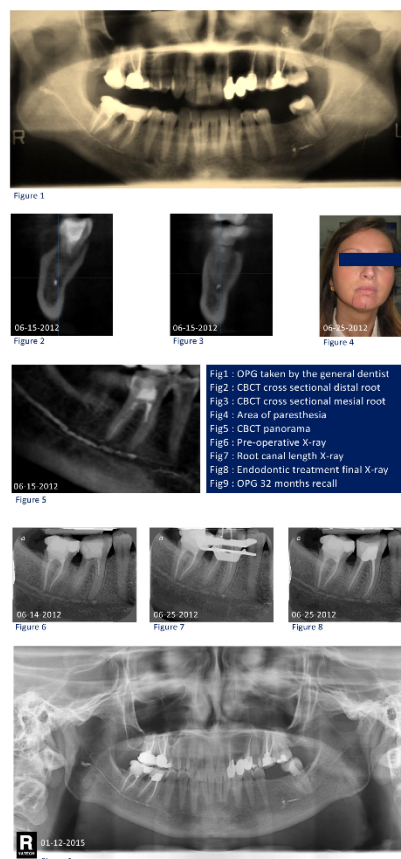 R
L
Figure 1
06-15-2012
06-15-2012
06-25-2012
Figure 2
Figure 3
Figure 4
Fig1 : OPG taken by the general dentist
Fig2 : CBCT cross sectional distal root
Fig3 : CBCT cross sectional mesial root
Fig4 : Area of paresthesia
Fig5 : CBCT panorama
Fig6 : Pre-operative X-ray
Fig7 : Root canal length X-ray
Fig8 : Endodontic treatment final X-ray
Fig9 : OPG 32 months recall
06-15-2012
Figure 5
06-14-2012
06-25-2012
06-25-2012
Figure 6
Figure 7
Figure 8
R
01-12-2015